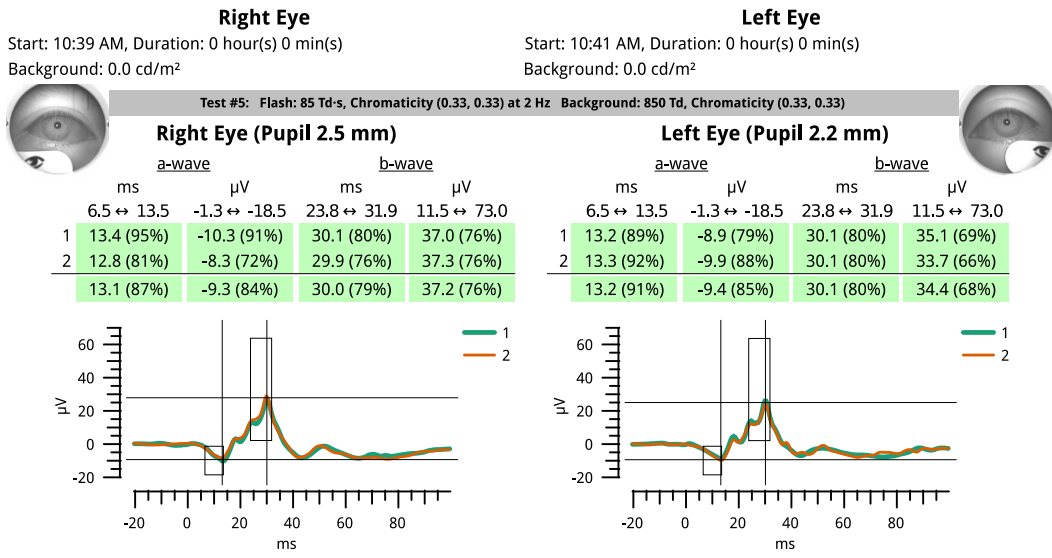 Right Eye
Start: 10:39 AM, Duration: 0 hour(s) 0 min(s)
Background: 0.0 cd/m²
Left Eye
Start: 10:41 AM, Duration: 0 hour(s) 0 min(s)
Background: 0.0 cd/m²
Test #5: Flash: 85 Td·s, Chromaticity (0.33, 0.33) at 2 Hz Background: 850 Td, Chromaticity (0.33, 0.33)
Right Eye (Pupil 2.5 mm)
a-wave b-wave
ms µV ms µV
6.5 ↔ 13.5 -1.3 ↔ -18.5 23.8 ↔ 31.9 11.5 ↔ 73.0
1 13.4 (95%) -10.3 (91%) 30.1 (80%) 37.0 (76%)
2 12.8 (81%) -8.3 (72%) 29.9 (76%) 37.3 (76%)
13.1 (87%) -9.3 (84%) 30.0 (79%) 37.2 (76%)
Left Eye (Pupil 2.2 mm)
a-wave b-wave
ms µV ms µV
6.5 ↔ 13.5 -1.3 ↔ -18.5 23.8 ↔ 31.9 11.5 ↔ 73.0
1 13.2 (89%) -8.9 (79%) 30.1 (80%) 35.1 (69%)
2 13.3 (92%) -9.9 (88%) 30.1 (80%) 33.7 (66%)
13.2 (91%) -9.4 (85%) 30.1 (80%) 34.4 (68%)
60
40
20
0
-20
µV
1
2
-20 0 20 40 60 80
ms
60
40
20
0
-20
µV
1
2
-20 0 20 40 60 80
ms